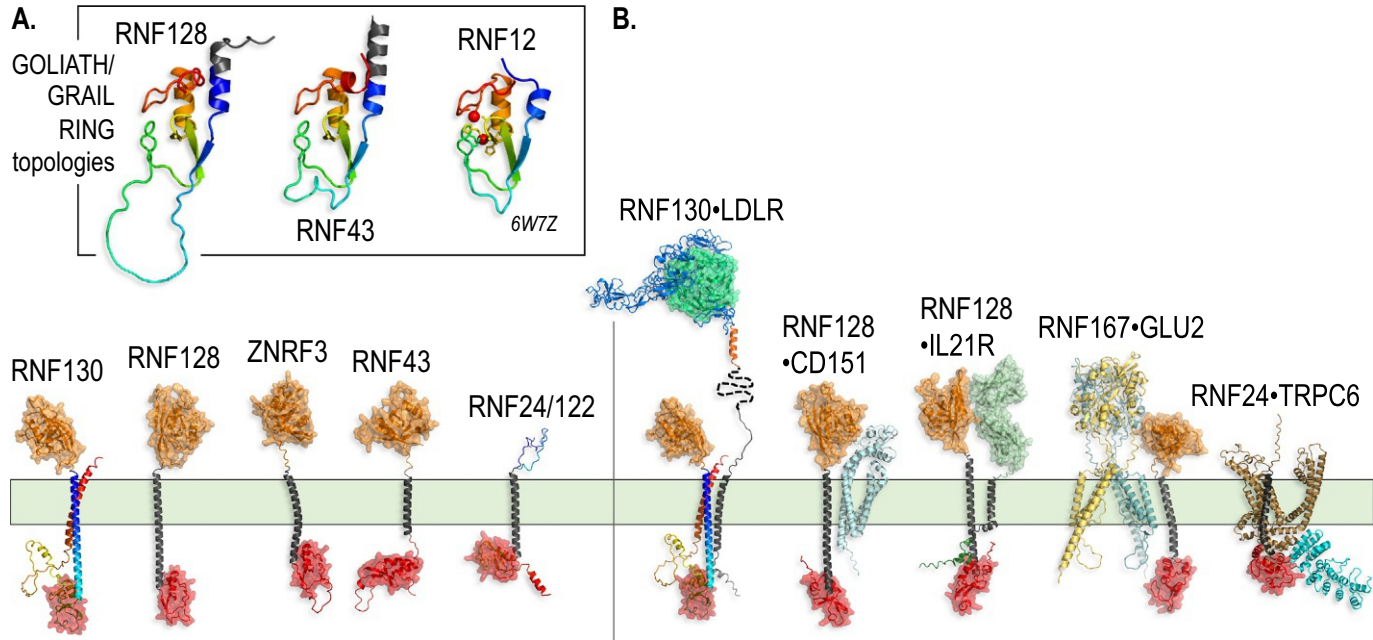 A.
RNF128
GOLIATH/
GRAIL
RING
topologies
RNF43
RNF12
6W7Z
RNF130
RNF128
ZNRF3
RNF43
RNF24/122
B.
RNF130•LDLR
RNF128
•CD151
RNF128
•IL21R
RNF167•GLU2
RNF24•TRPC6